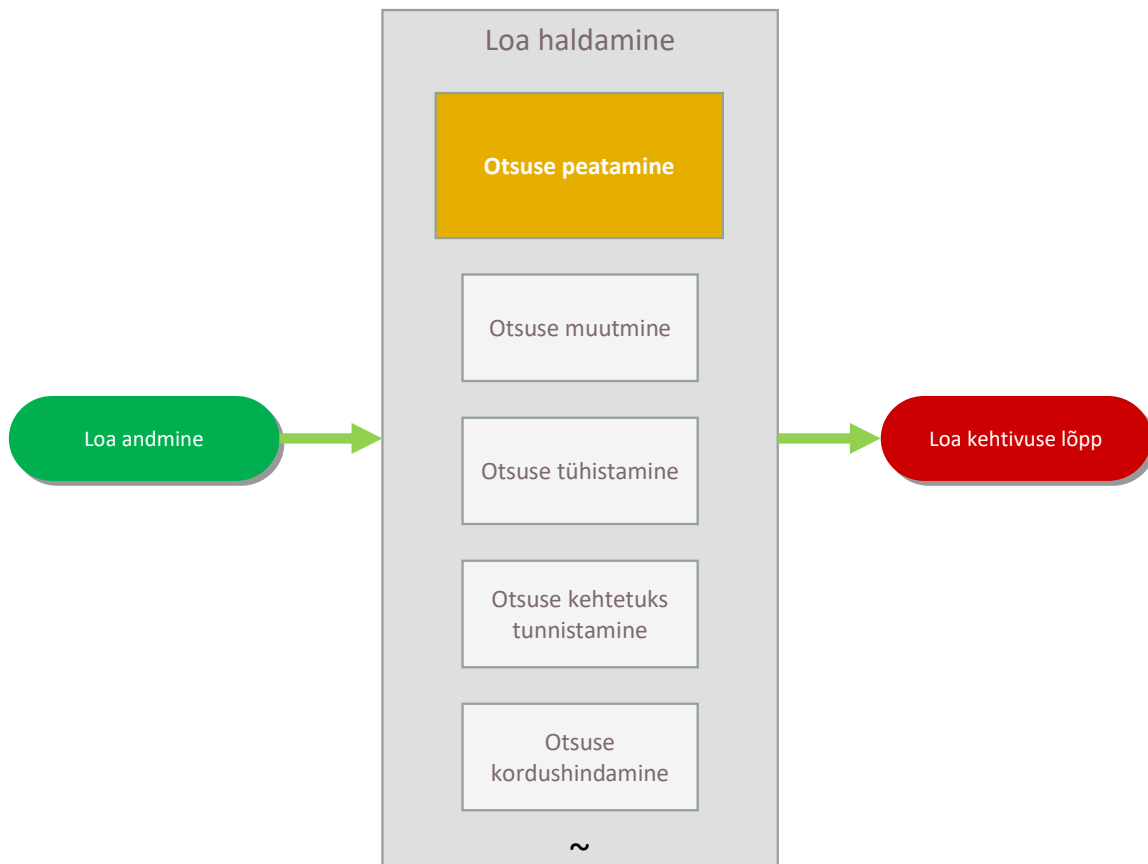 Loa haldamine
Otsuse peatamine
Otsuse muutmine
Loa andmine
Loa kehtivuse lõpp
Otsuse tühistamine
Otsuse kehtetuks
tunnistamine
Otsuse
kordushindamine
~